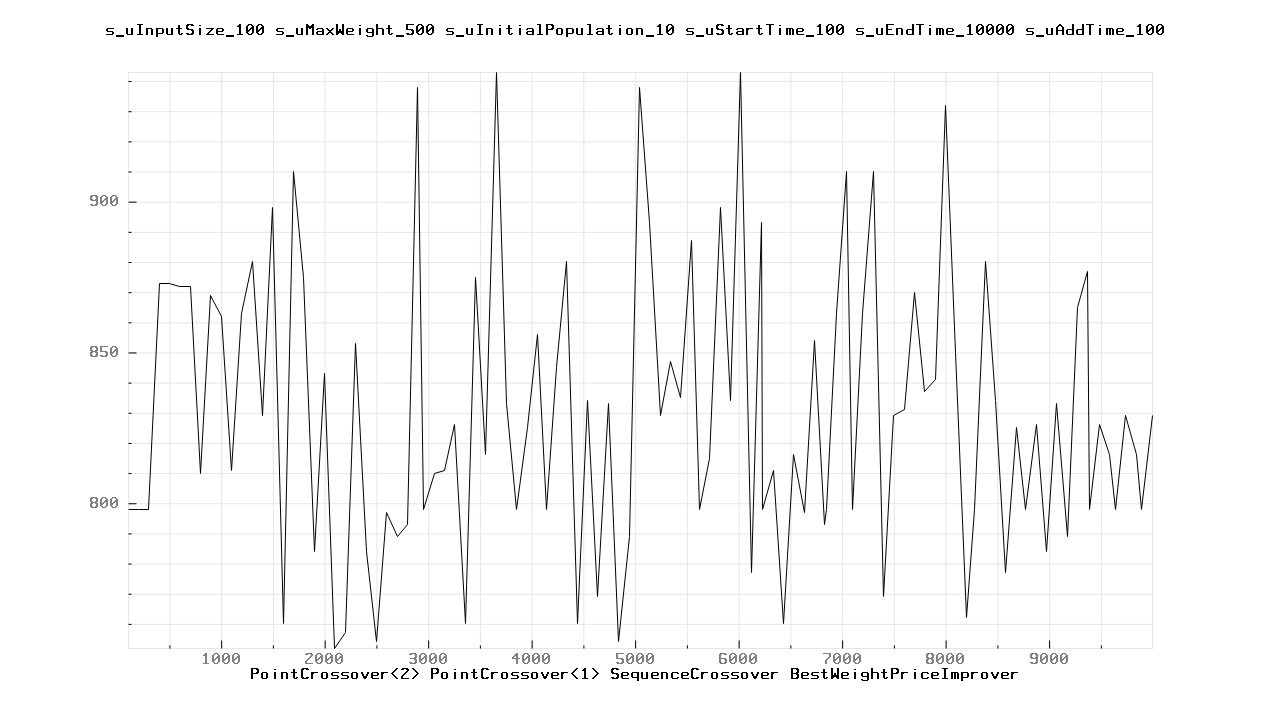 s_uInputSize_100 s_uMaxWeight_500 s_uInitialPopulation_10 s_uStartTime_100 s_uEndTime_10000 s_uAddTime_100
900
850
800
1000 2000 3000 4000 5000 6000 7000 8000 9000
PointCrossover<2> PointCrossover<1> SequenceCrossover BestWeightPriceImprover